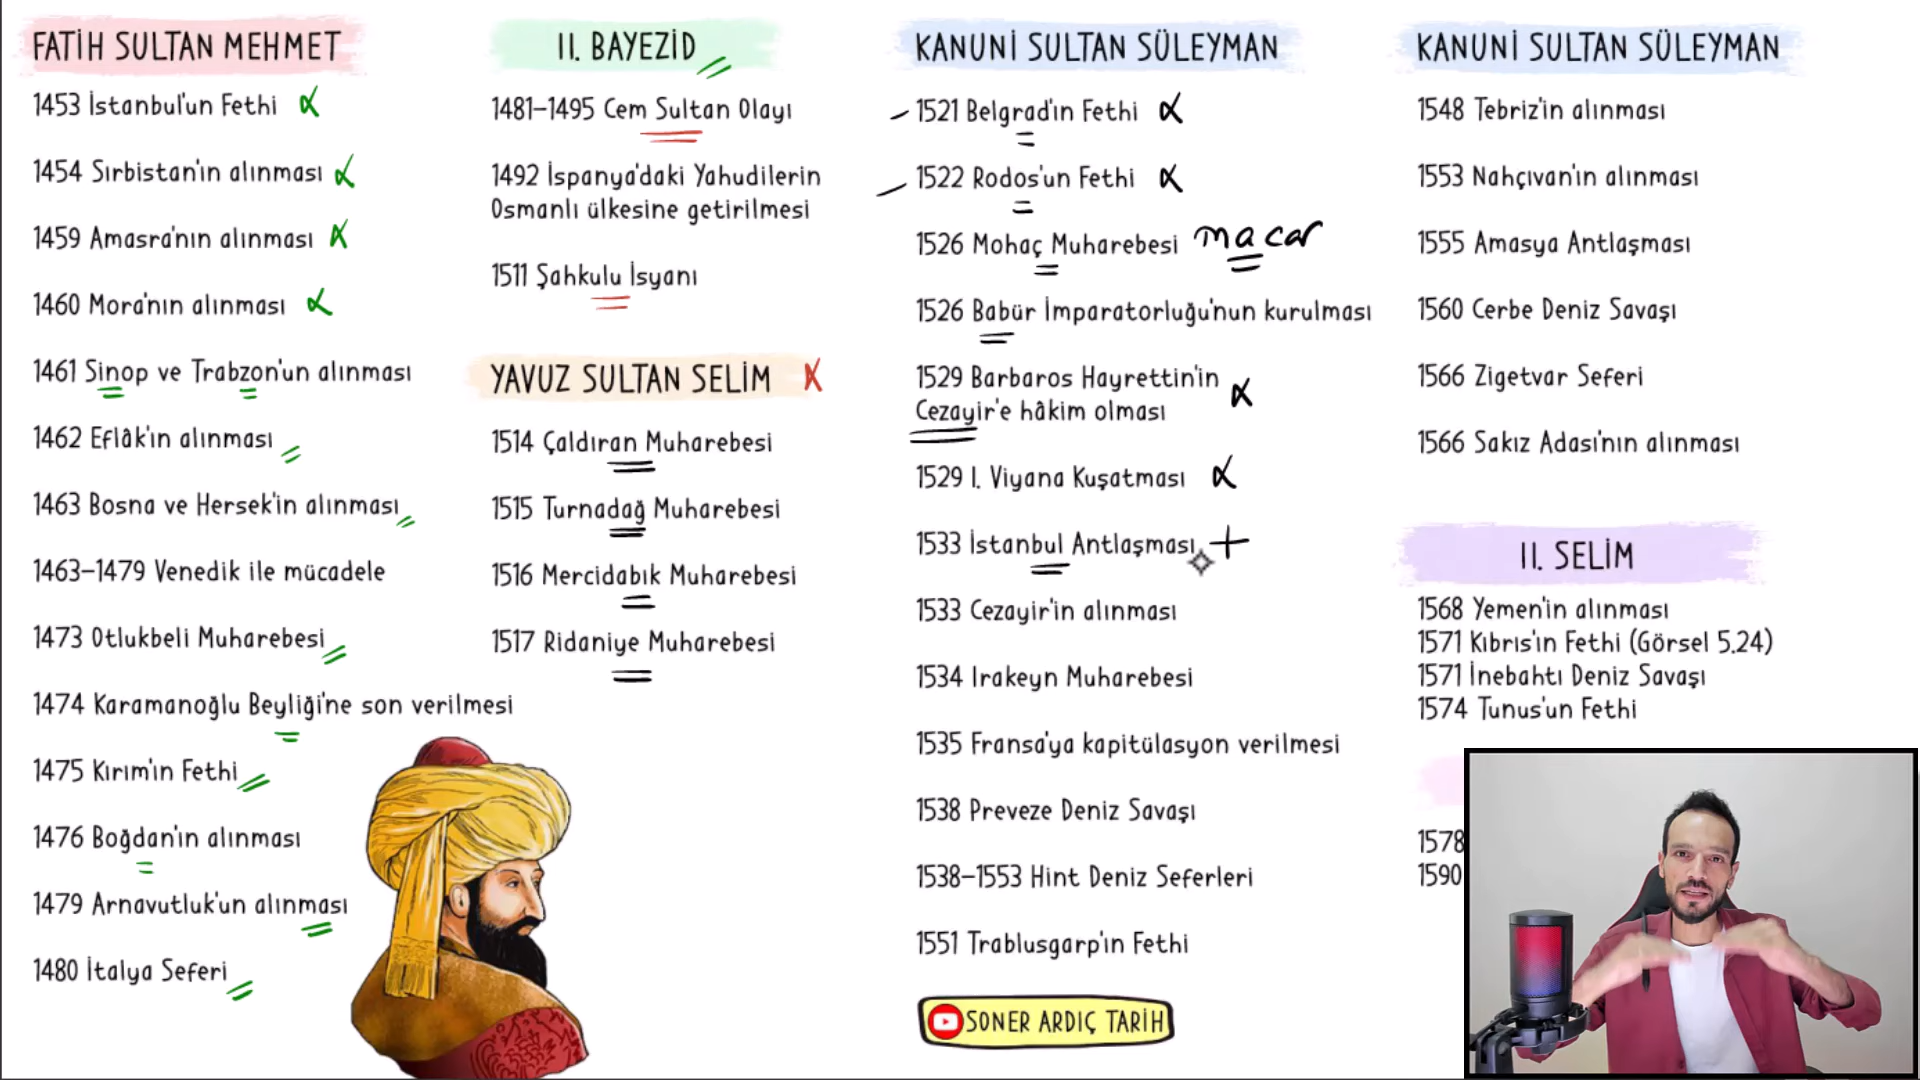 FATİH SULTAN MEHMET
1453 İstanbul'un Fethi
1454 Sırbistan'ın alınması
1459 Amasra'nın alınması
1460 Mora'nın alınması
1461 Sinop ve Trabzon'un alınması
1462 Eflâk'ın alınması
1463 Bosna ve Hersek'in alınması
1463–1479 Venedik ile mücadele
1473 Otlukbeli Muharebesi
1474 Karamanoğlu Beyliği'ne son verilmesi
1475 Kırım'ın Fethi
1476 Boğdan'ın alınması
1479 Arnavutluk'un alınması
1480 İtalya Seferi
II. BAYEZİD
1481–1495 Cem Sultan Olayı
1492 İspanya'daki Yahudilerin
Osmanlı ülkesine getirilmesi
1511 Şahkulu İsyanı
YAVUZ SULTAN SELİM
1514 Çaldıran Muharebesi
1515 Turnadağ Muharebesi
1516 Mercidabık Muharebesi
1517 Ridaniye Muharebesi
KANUNİ SULTAN SÜLEYMAN
1521 Belgrad'ın Fethi
1522 Rodos'un Fethi
1526 Mohaç Muharebesi macar
1526 Babür İmparatorluğu'nun kurulması
1529 Barbaros Hayrettin'in
Cezayir'e hâkim olması
1529 I. Viyana Kuşatması
1533 İstanbul Antlaşması +
1533 Cezayir'in alınması
1534 Irakeyn Muharebesi
1535 Fransa'ya kapitülasyon verilmesi
1538 Preveze Deniz Savaşı
1538–1553 Hint Deniz Seferleri
1551 Trablusgarp'ın Fethi
SONER ARDIÇ TARİH
KANUNİ SULTAN SÜLEYMAN
1548 Tebriz'in alınması
1553 Nahçıvan'ın alınması
1555 Amasya Antlaşması
1560 Cerbe Deniz Savaşı
1566 Zigetvar Seferi
1566 Sakız Adası'nın alınması
II. SELİM
1568 Yemen'in alınması
1571 Kıbrıs'ın Fethi (Görsel 5.24)
1571 İnebahtı Deniz Savaşı
1574 Tunus'un Fethi
1578
1590